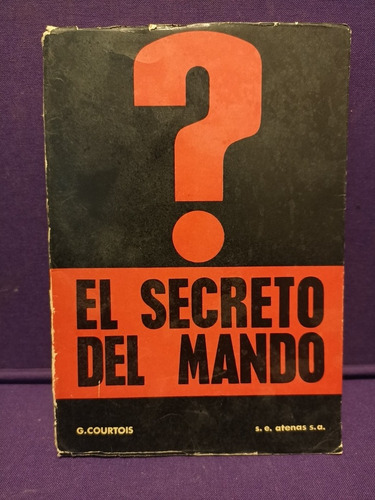 ?
EL SECRETO
DEL MANDO
G.COURTOIS s. e. atenas s.a.